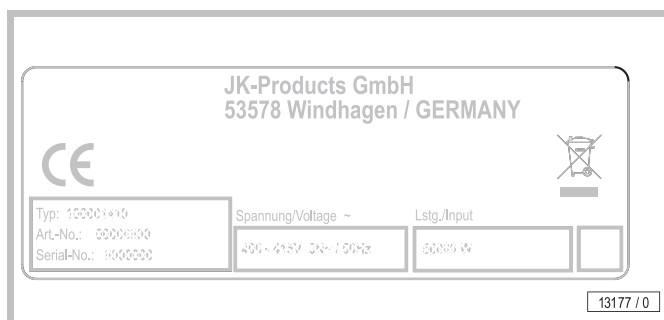 JK-Products GmbH
53578 Windhagen / GERMANY
CE
Typ:
Art.-No.:
Serial-No.:
Spannung/Voltage ~
Lstg./Input
13177 / 0